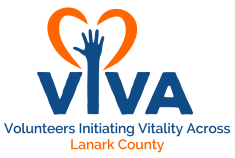 VIVA
Volunteers Initiating Vitality Across
Lanark County